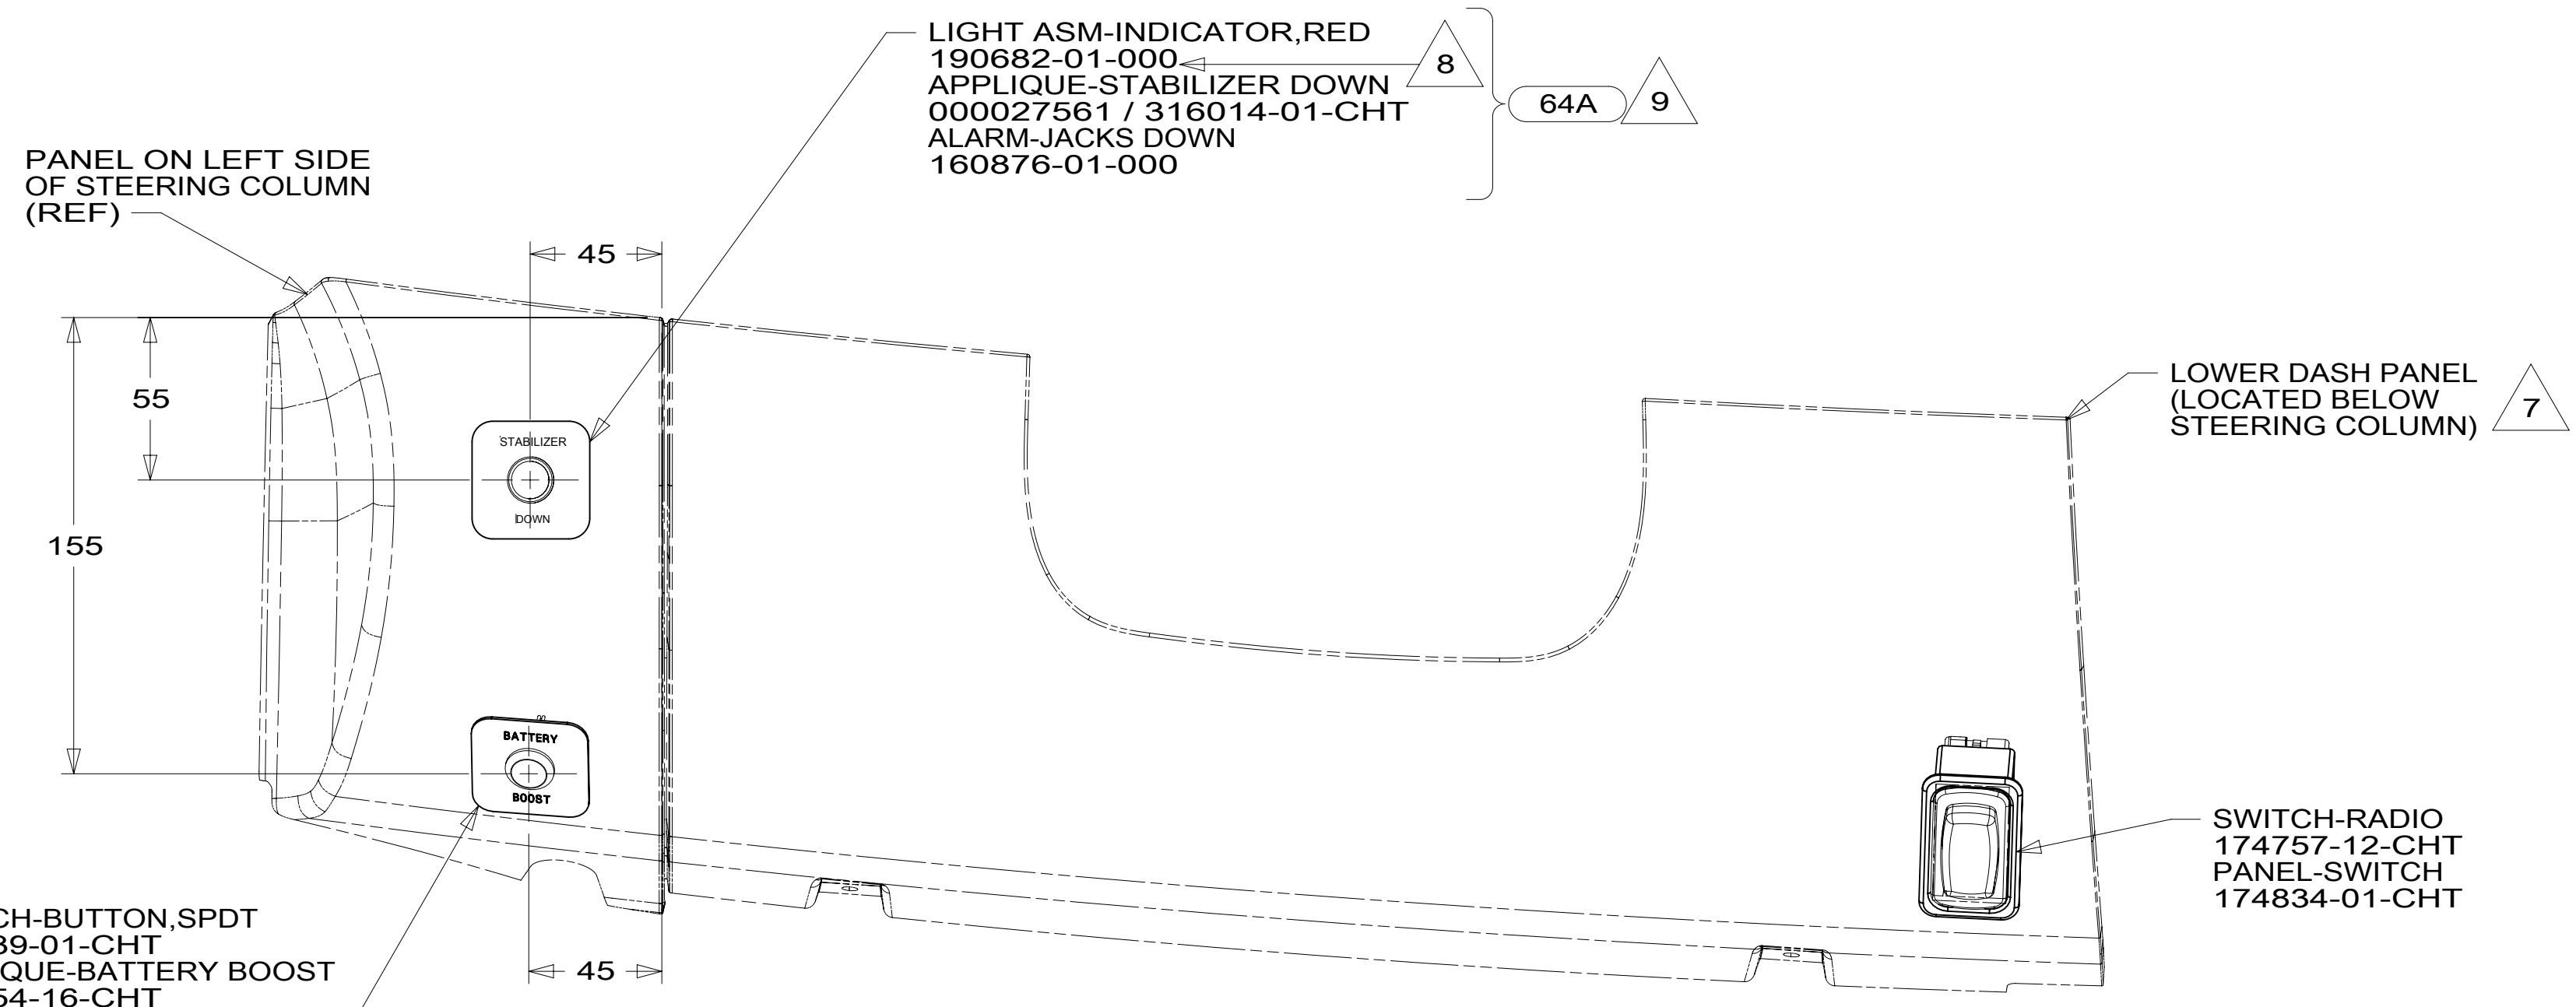 LIGHT ASM-INDICATOR,RED
190682-01-000
APPLIQUE-STABILIZER DOWN
000027561 / 316014-01-CHT
ALARM-JACKS DOWN
160876-01-000
8
64A
9
PANEL ON LEFT SIDE
OF STEERING COLUMN
(REF)
45
55
155
STABILIZER
DOWN
LOWER DASH PANEL
(LOCATED BELOW
STEERING COLUMN)
7
BATTERY
BOOST
SWITCH-RADIO
174757-12-CHT
PANEL-SWITCH
174834-01-CHT
CH-BUTTON,SPDT
39-01-CHT
QUE-BATTERY BOOST
54-16-CHT
45